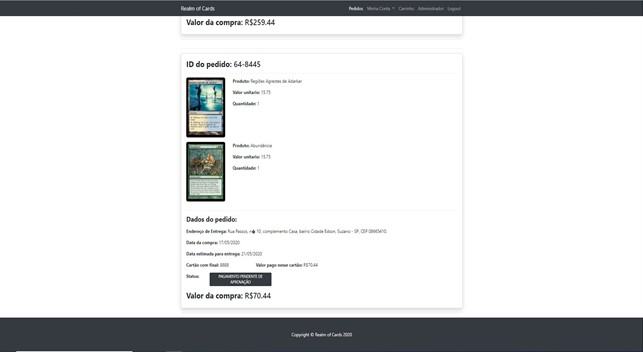 Realm of Cards
Pedidos Minha Conta Carrinho Administrador Logout
Valor da compra: R$259.44
ID do pedido: 64-8445
Produto: Regiões Agrestes de Adarkar
Valor unitario: 15.75
Quantidade: 1
Produto: Abundância
Valor unitario: 15.75
Quantidade: 1
Dados do pedido:
Endereço de Entrega: Rua Passos, n� 10, complemento Casa, bairro Cidade Edson, Suzano - SP, CEP 08665610.
Data da compra: 17/05/2020
Data estimada para entrega: 21/05/2020
Cartão com final: 8888 Valor pago nesse cartão: R$70.44
Status: PAGAMENTO PENDENTE DE
APROVAÇÃO
Valor da compra: R$70.44
Copyright © Realm of Cards 2020